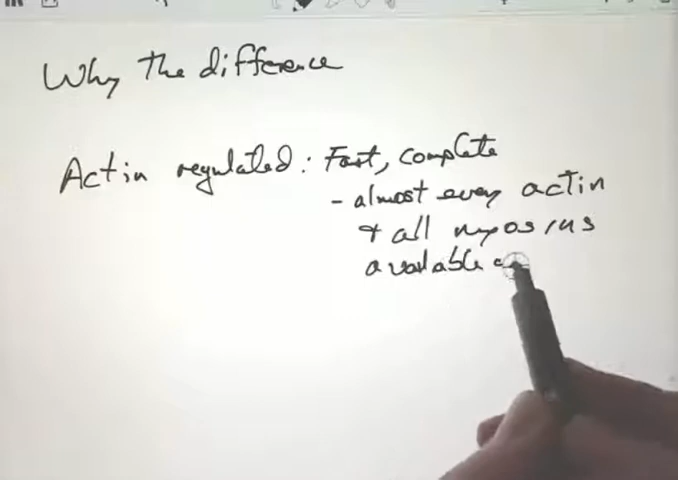 Why the difference
Actin regulated: Fast, complete
- almost every actin
+ all myosins
available